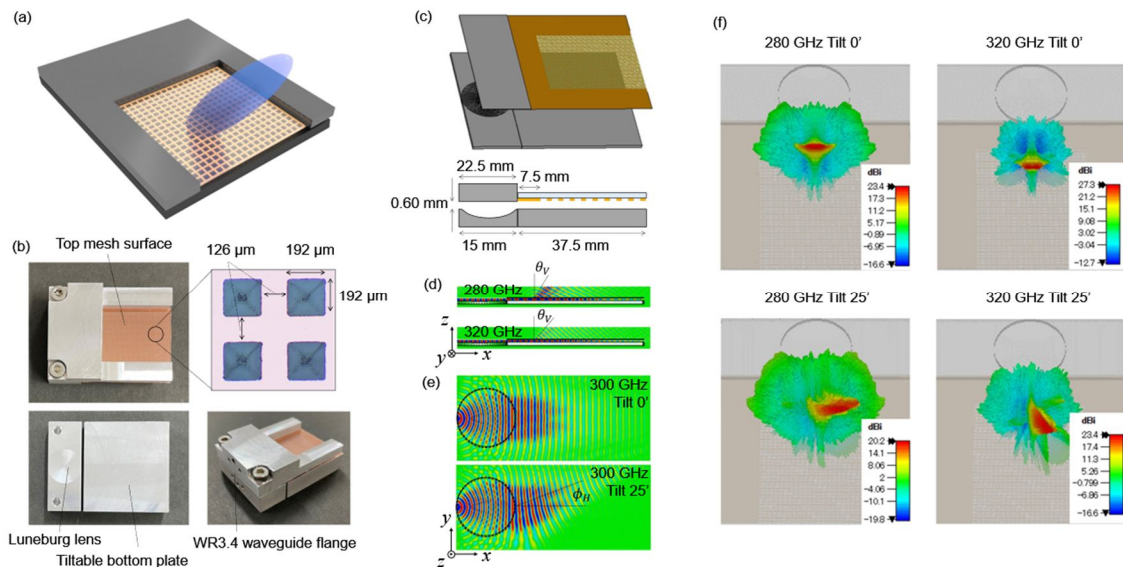 (a)
(b)
Top mesh surface
126 µm
192 µm
192 µm
Luneburg lens
Tiltable bottom plate
WR3.4 waveguide flange
(c)
22.5 mm
7.5 mm
0.60 mm
15 mm
37.5 mm
(d)
θV
280 GHz
θV
320 GHz
z
y
x
(e)
300 GHz
Tilt 0'
300 GHz
Tilt 25'
ϕH
y
z
x
(f)
280 GHz Tilt 0'
dBi
23.4
17.3
11.2
5.17
-0.89
-6.95
-16.6
320 GHz Tilt 0'
dBi
27.3
21.2
15.1
9.07
3.01
-3.05
-12.7
280 GHz Tilt 25'
dBi
20.2
14.1
8.06
2
-4.06
-10.1
-19.8
320 GHz Tilt 25'
dBi
23.4
17.4
11.3
5.26
-0.799
-6.86
-16.6